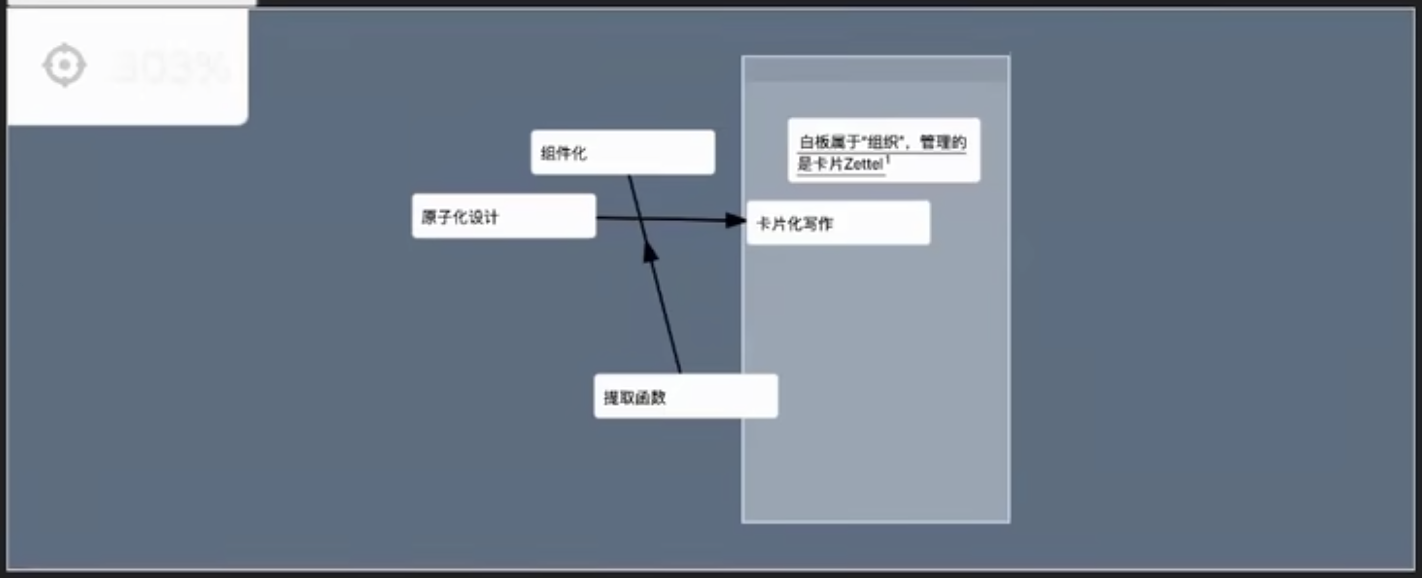 303%
组件化
白板属于“组织”，管理的
是卡片Zettel¹
原子化设计
卡片化写作
提取函数